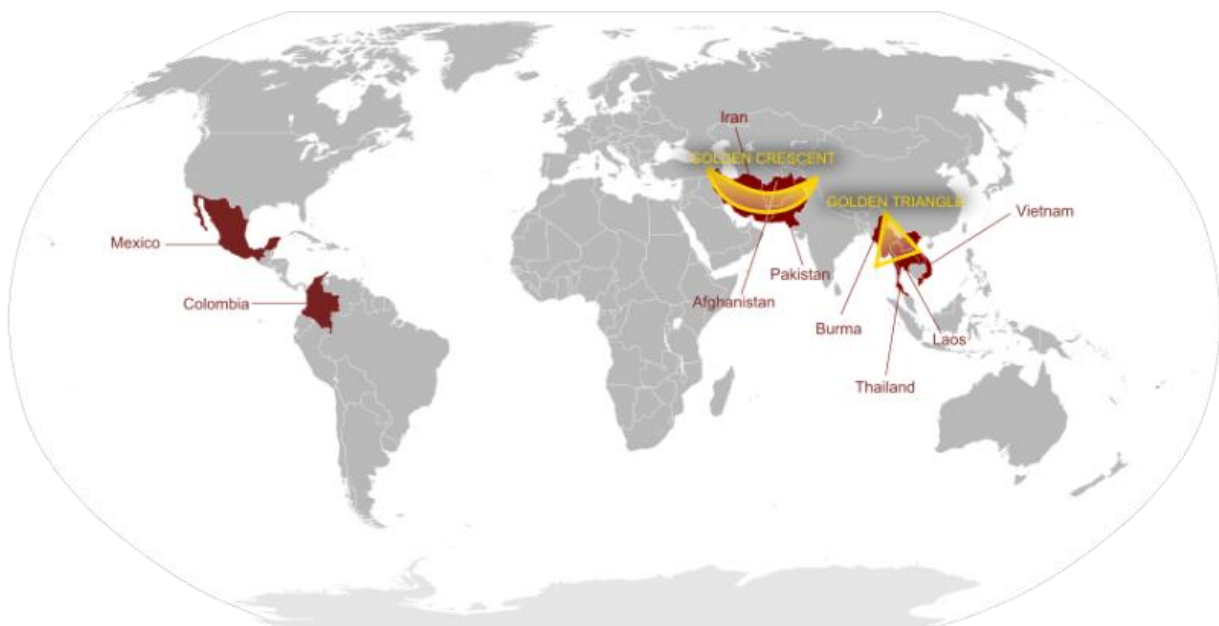 Iran
GOLDEN CRESCENT
GOLDEN TRIANGLE
Vietnam
Mexico
Pakistan
Afghanistan
Colombia
Burma
Laos
Thailand